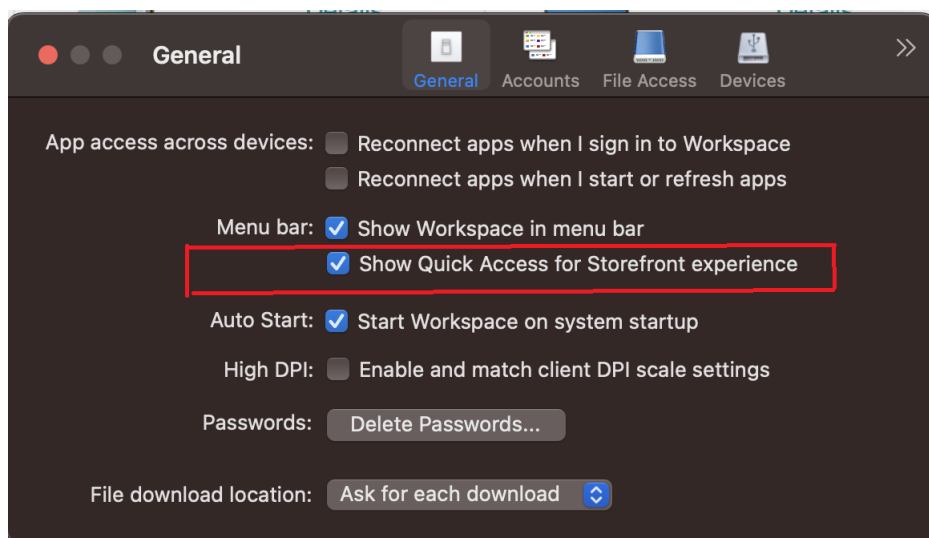 General
General
Accounts
File Access
Devices
App access across devices:
Reconnect apps when I sign in to Workspace
Reconnect apps when I start or refresh apps
Menu bar:
Show Workspace in menu bar
Show Quick Access for Storefront experience
Auto Start:
Start Workspace on system startup
High DPI:
Enable and match client DPI scale settings
Passwords:
Delete Passwords...
File download location:
Ask for each download